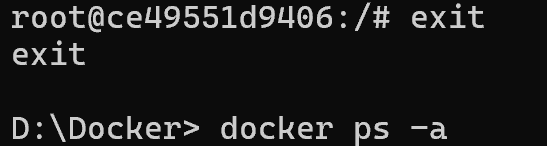 root@ce49551d9406:/# exit
exit
D:\Docker> docker ps -a